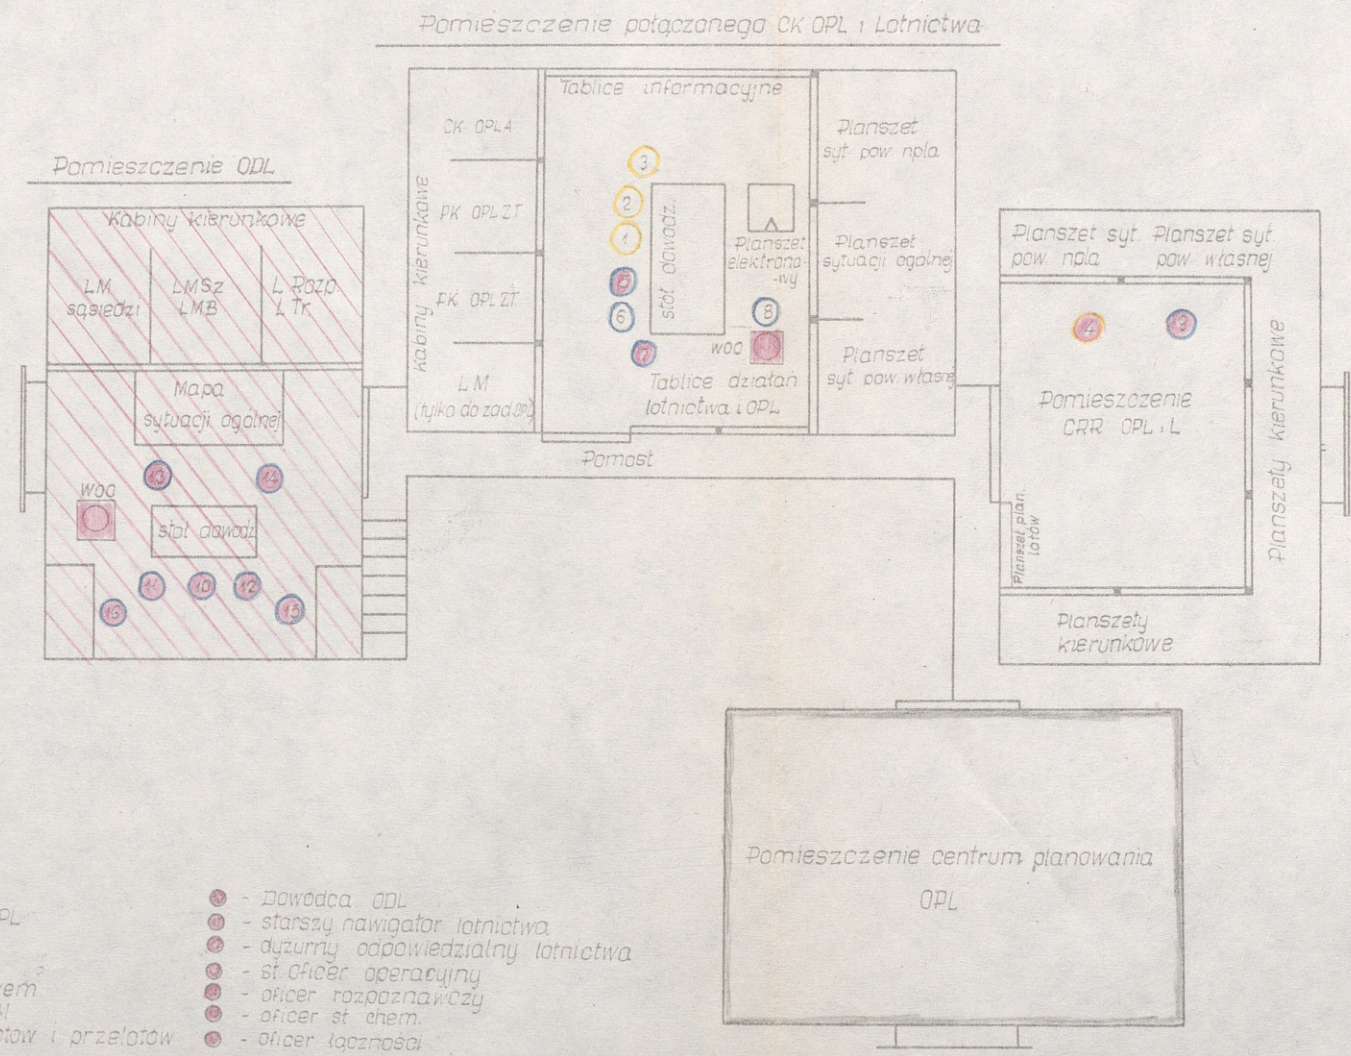 Pomieszczenie połączonego CK OPL i Lotnictwa
Pomieszczenie ODL
Kabiny kierunkowe
LM
sąsiedzi
LMSz
LMB
L Rozp
L Tr
Mapa
sytuacji ogólnej
13
14
WOO
stół dowodz.
11
10
12
16
15
Kabiny kierunkowe
CK OPLA
PK OPL ZT
PK OPL ZT
LM
(tylko do zad. OPL)
Tablice informacyjne
3
2
1
5
6
7
stół dowodz.
Planszet
elektrono-
-wy
8
WOO
Tablice działań
lotnictwa i OPL
Planszet
syt. pow. npla
Planszet
sytuacji ogólnej
Planszet
syt. pow. własnej
Pomost
Planszet syt.
pow. npla
Planszet syt.
pow. własnej
4
9
Pomieszczenie
CRR OPL i L
Planszety kierunkowe
Planszet plan.
lotów
Planszety
kierunkowe
Pomieszczenie centrum planowania
OPL
- Dowódca ODL
- starszy nawigator lotnictwa
- dyżurny odpowiedzialny lotnictwa
- st. oficer operacyjny
- oficer rozpoznawczy
- oficer st chem.
- oficer łączności
PL
em
M
otów i przelotów